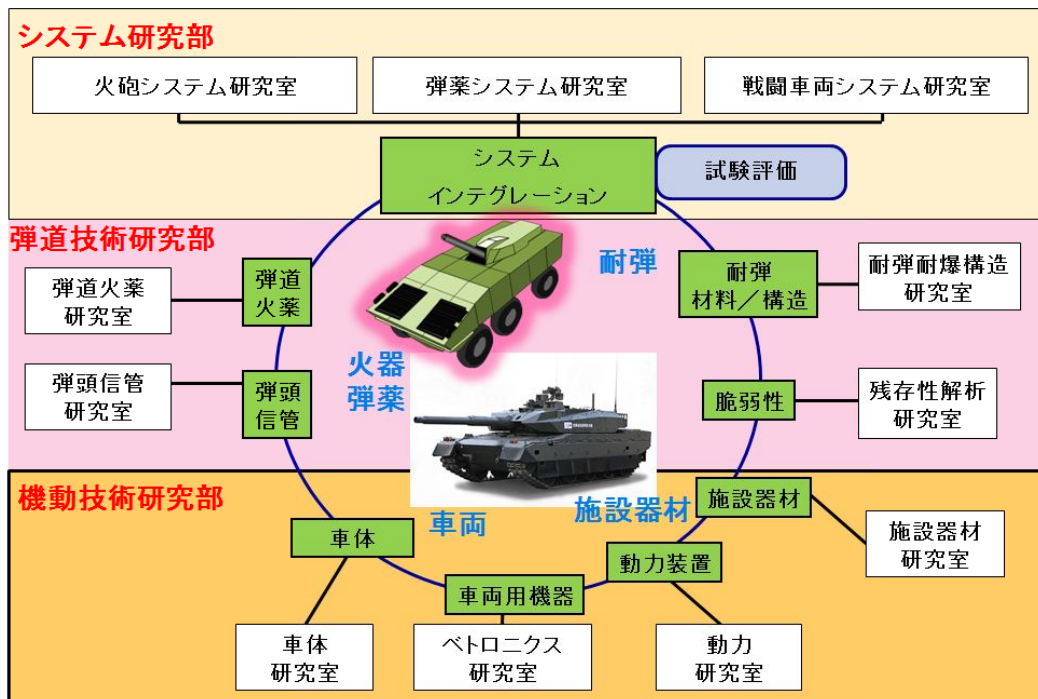 システム研究部
火砲システム研究室
弾薬システム研究室
戦闘車両システム研究室
システム
インテグレーション
試験評価
弾道技術研究部
弾道火薬
研究室
弾道
火薬
耐弾
耐弾
材料／構造
耐弾耐爆構造
研究室
火器
弾薬
弾頭信管
研究室
弾頭
信管
脆弱性
残存性解析
研究室
機動技術研究部
車両
施設器材
施設器材
施設器材
研究室
車体
動力装置
車両用機器
車体
研究室
ベトロニクス
研究室
動力
研究室